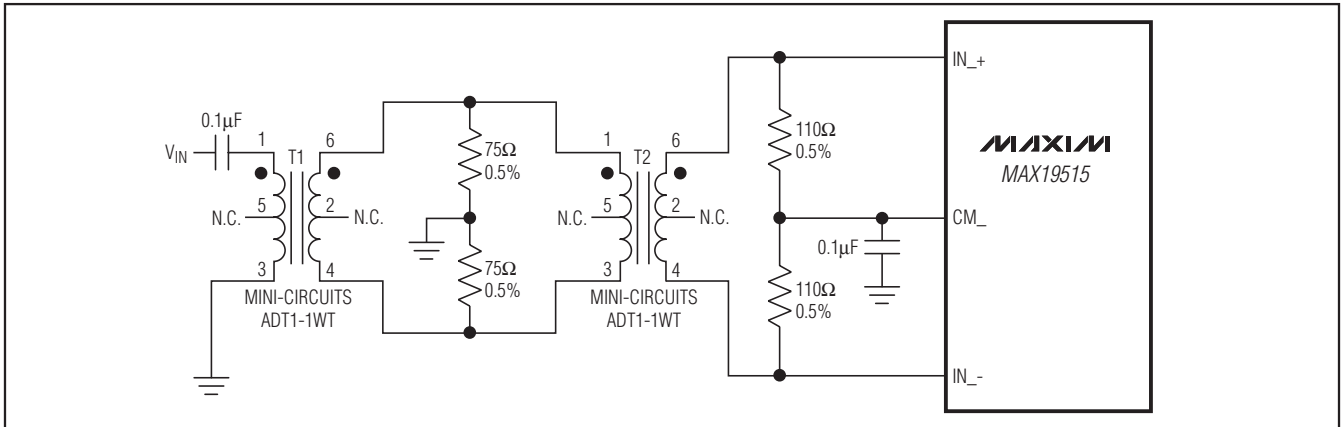 0.1µF
V_IN
1
T1
6
5
2
N.C.
N.C.
3
4
MINI-CIRCUITS
ADT1-1WT
75Ω
0.5%
75Ω
0.5%
1
T2
6
5
2
N.C.
N.C.
3
4
MINI-CIRCUITS
ADT1-1WT
110Ω
0.5%
110Ω
0.5%
0.1µF
IN_+
MAXIM
MAX19515
CM_
IN_-